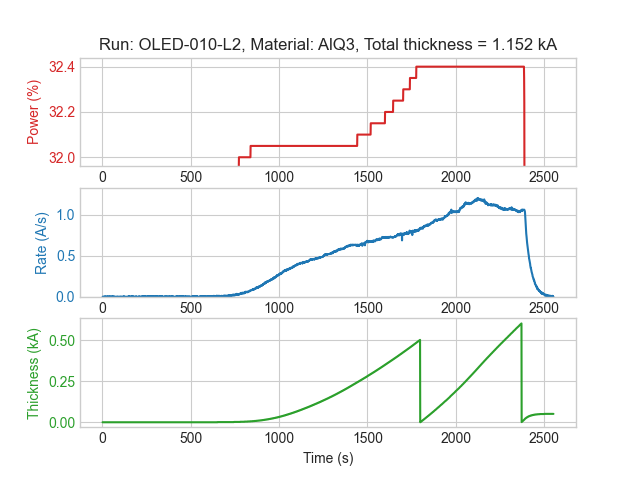 Run: OLED-010-L2, Material: AlQ3, Total thickness = 1.152 kA
Power (%)
32.4
32.2
32.0
0 500 1000 1500 2000 2500
Rate (A/s)
1.0
0.5
0.0
0 500 1000 1500 2000 2500
Thickness (kA)
0.50
0.25
0.00
0 500 1000 1500 2000 2500
Time (s)